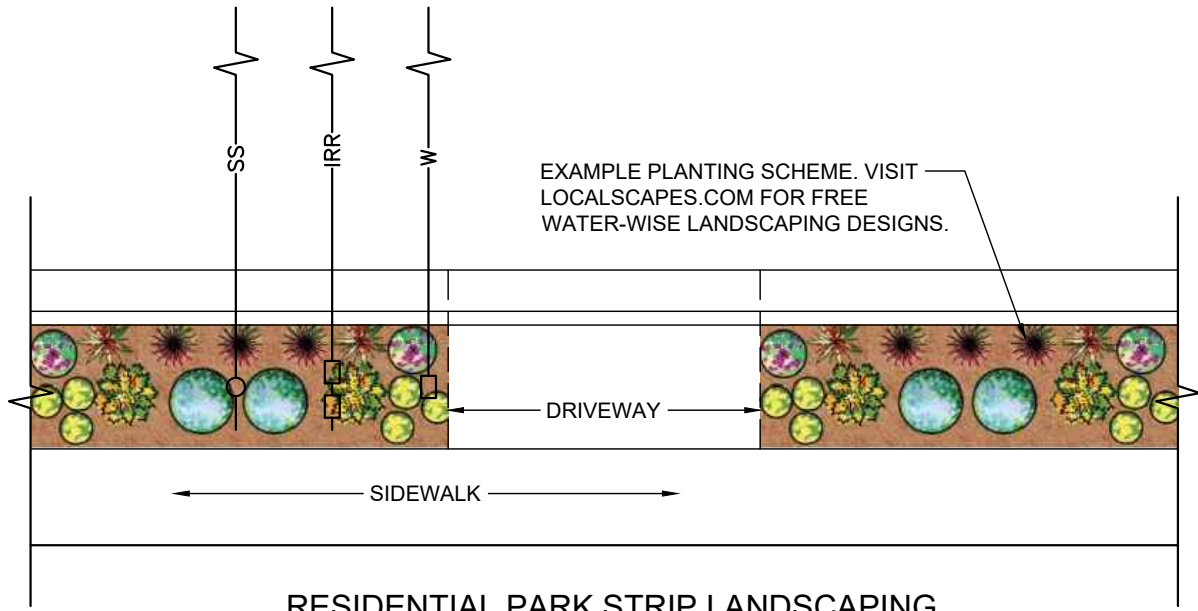 SS
IRR
W
EXAMPLE PLANTING SCHEME. VISIT
LOCALSCAPES.COM FOR FREE
WATER-WISE LANDSCAPING DESIGNS.
DRIVEWAY
SIDEWALK
RESIDENTIAL PARK STRIP LANDSCAPING